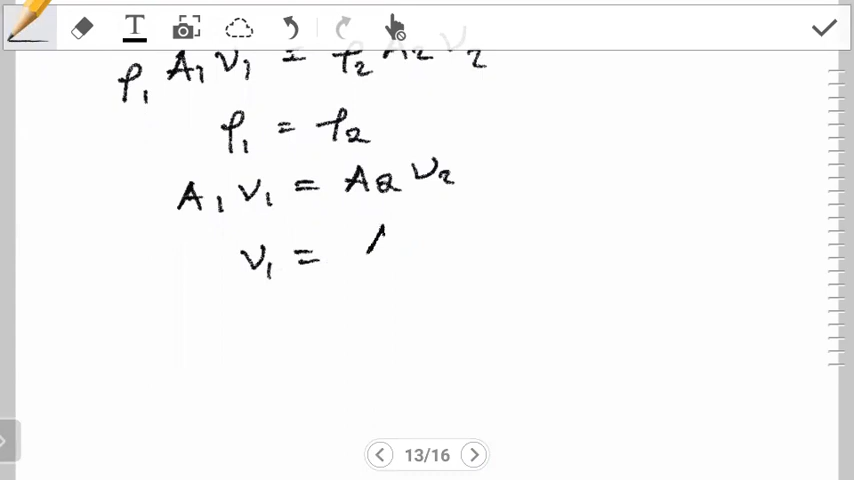 T
ρ₁ A₁ v₁ = ρ₂ A₂ v₂
ρ₁ = ρ₂
A₁ v₁ = A₂ v₂
v₁ =
13/16